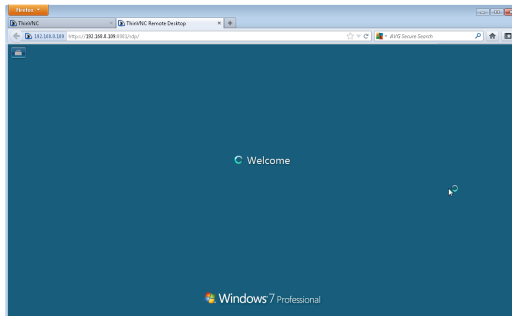 Firefox
ThinVNC
ThinVNC Remote Desktop
192.168.0.109 http://192.168.0.109:8081/rdp/
AVG Secure Search
Welcome
Windows 7 Professional